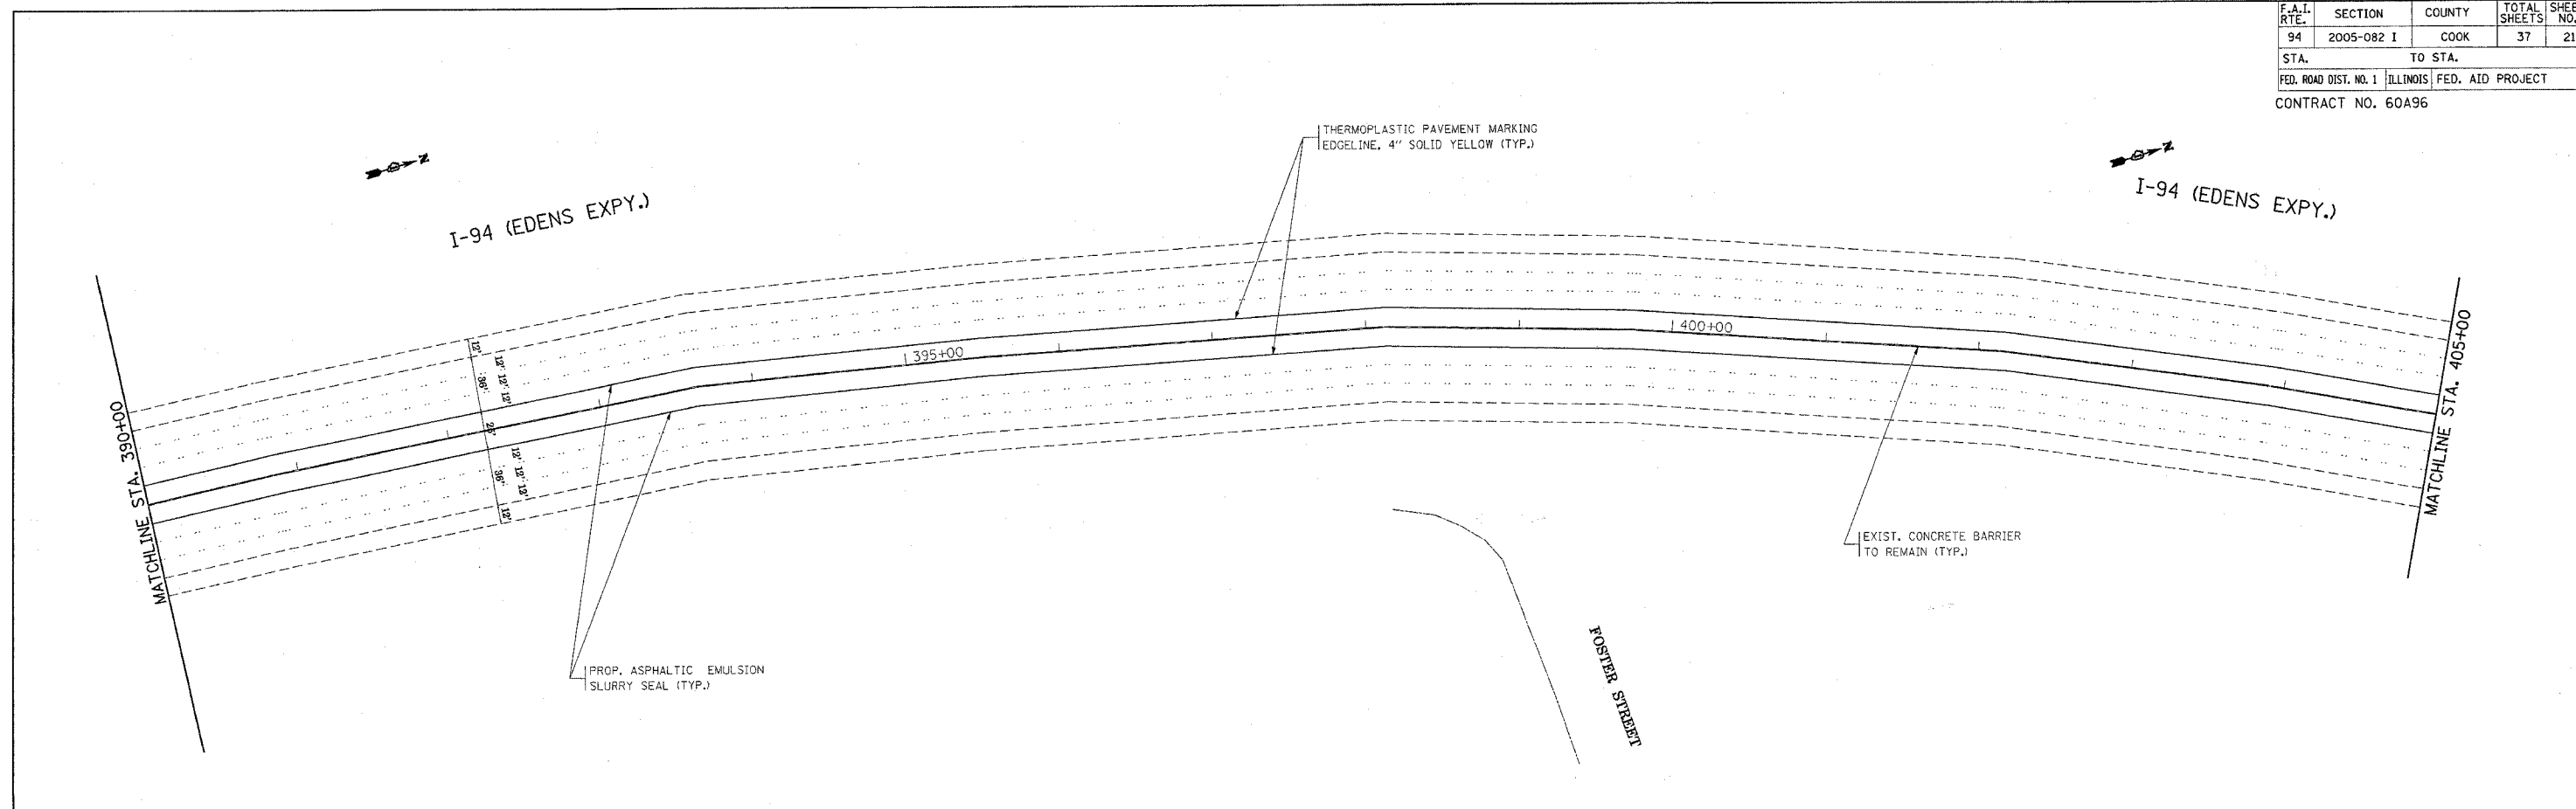 F.A.I. RTE. SECTION COUNTY TOTAL SHEETS SHEE NO.
94 2005-082 I COOK 37 21
STA. TO STA.
FED. ROAD DIST. NO. 1 ILLINOIS FED. AID PROJECT
CONTRACT NO. 60A96
THERMOPLASTIC PAVEMENT MARKING
EDGELINE, 4" SOLID YELLOW (TYP.)
N
N
I-94 (EDENS EXPY.)
I-94 (EDENS EXPY.)
MATCHLINE STA. 390+00
12'
12' 12' 12'
36'
25'
12' 12' 12'
36'
12'
395+00
400+00
MATCHLINE STA. 405+00
EXIST. CONCRETE BARRIER
TO REMAIN (TYP.)
PROP. ASPHALTIC EMULSION
SLURRY SEAL (TYP.)
FOSTER STREET